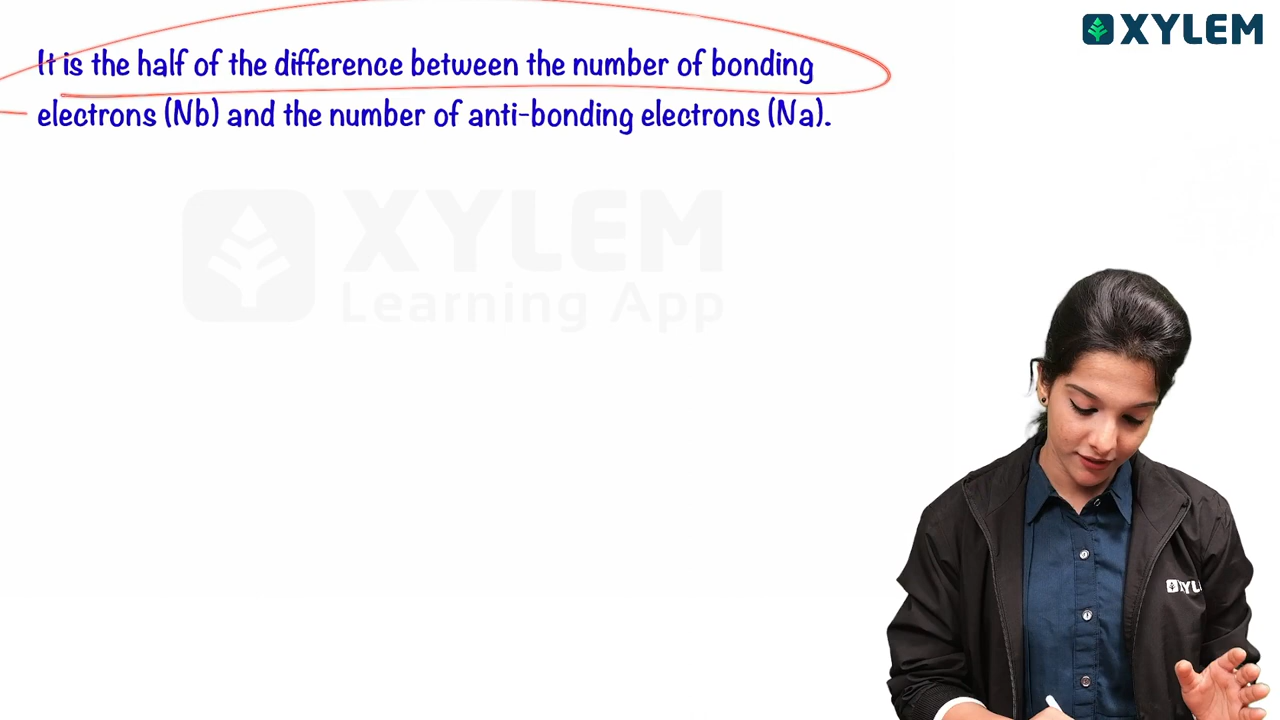 XYLEM
It is the half of the difference between the number of bonding
electrons (Nb) and the number of anti-bonding electrons (Na).
XYLEM
Learning App
XYL